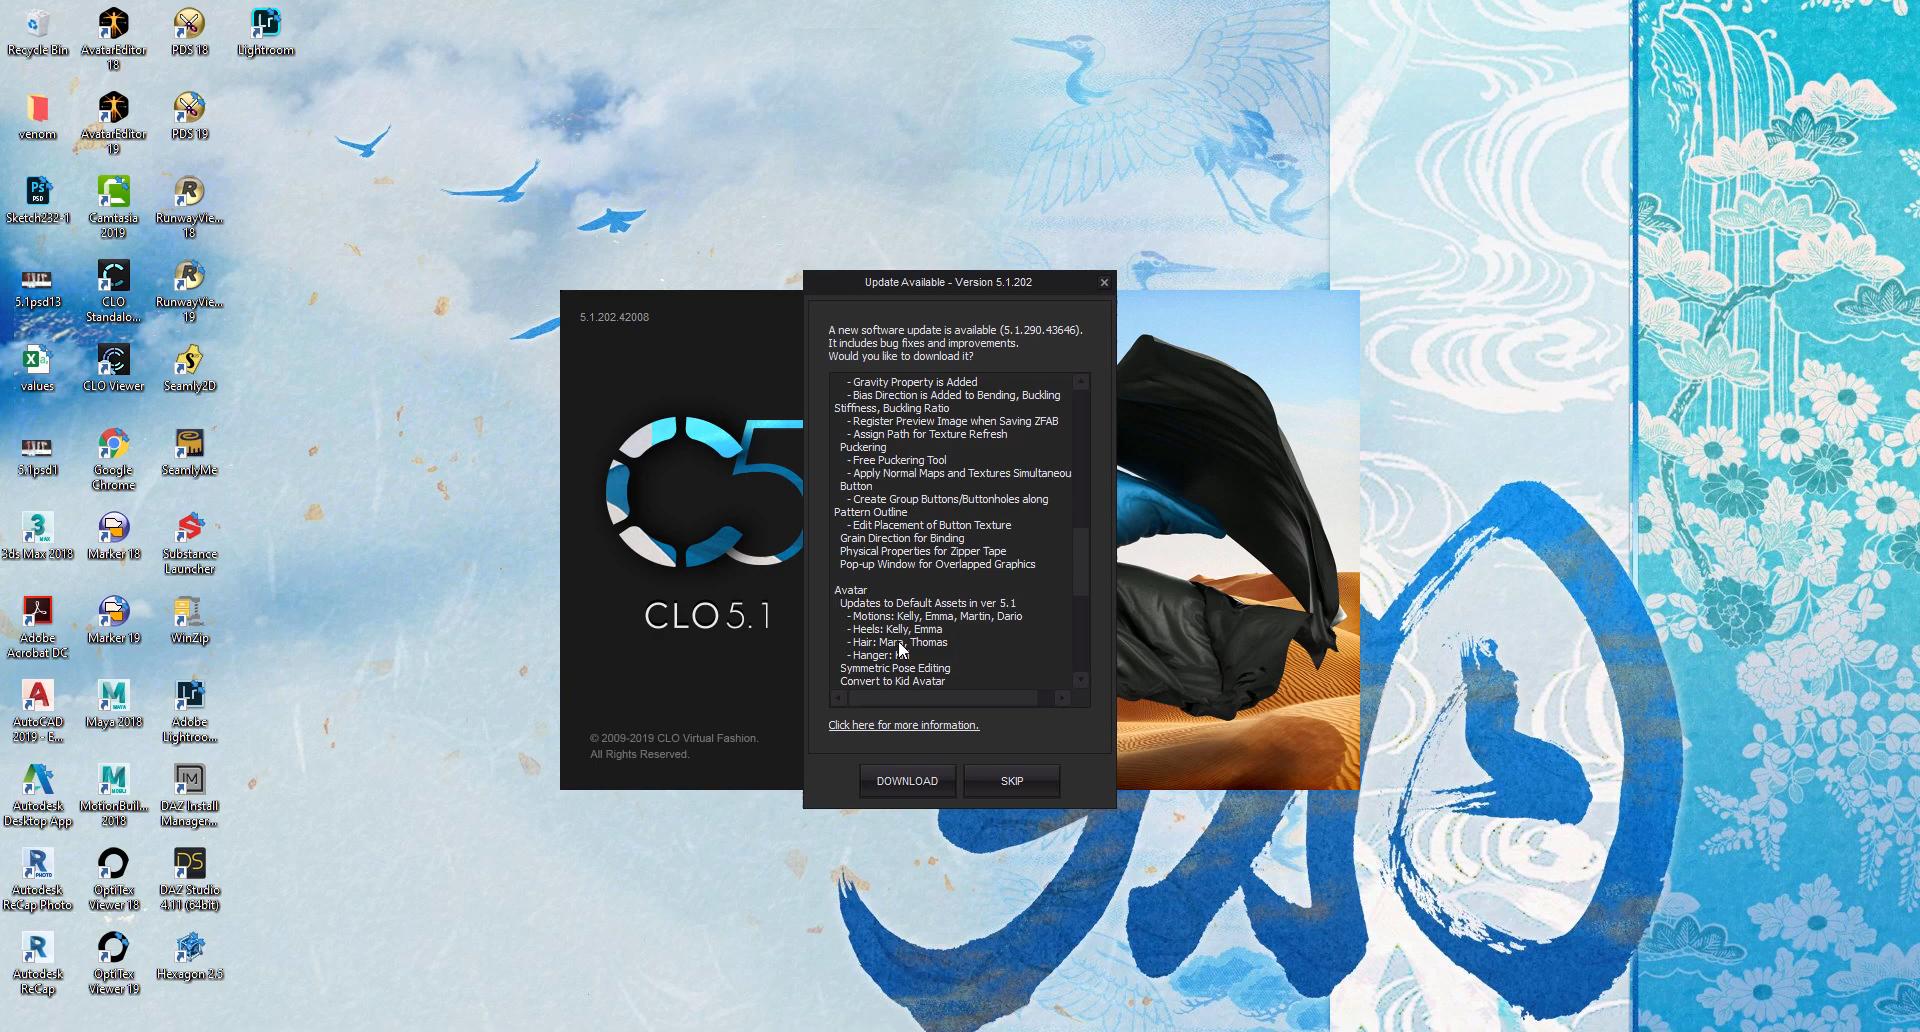 Recycle Bin
AvatarEditor
18
PDS 18
Lightroom
venom
AvatarEditor
19
PDS 19
Sketch232-1
Camtasia
2019
RunwayVie...
18
5.1psd13
CLO
Standalo...
RunwayVie...
19
values
CLO Viewer
Seamly2D
5.1psd1
Google
Chrome
SeamlyMe
3ds Max 2018
Marker 18
Substance
Launcher
Adobe
Acrobat DC
Marker 19
WinZip
AutoCAD
2019 - E...
Maya 2018
Adobe
Lightroo...
Autodesk
Desktop App
MotionBuil...
2018
DAZ Install
Manager...
Autodesk
ReCap Photo
OptiTex
Viewer 18
DAZ Studio
4.11 (64bit)
Autodesk
ReCap
OptiTex
Viewer 19
Hexagon 2.5
5.1.202.42008
CLO 5.1
© 2009-2019 CLO Virtual Fashion.
All Rights Reserved.
Update Available - Version 5.1.202
A new software update is available (5.1.290.43646).
It includes bug fixes and improvements.
Would you like to download it?
- Gravity Property is Added
- Bias Direction is Added to Bending, Buckling
Stiffness, Buckling Ratio
- Register Preview Image when Saving ZFAB
- Assign Path for Texture Refresh
Puckering
- Free Puckering Tool
- Apply Normal Maps and Textures Simultaneou
Button
- Create Group Buttons/Buttonholes along
Pattern Outline
- Edit Placement of Button Texture
Grain Direction for Binding
Physical Properties for Zipper Tape
Pop-up Window for Overlapped Graphics
Avatar
Updates to Default Assets in ver 5.1
- Motions: Kelly, Emma, Martin, Dario
- Heels: Kelly, Emma
- Hair: Mara, Thomas
- Hanger:
Symmetric Pose Editing
Convert to Kid Avatar
Click here for more information.
DOWNLOAD
SKIP